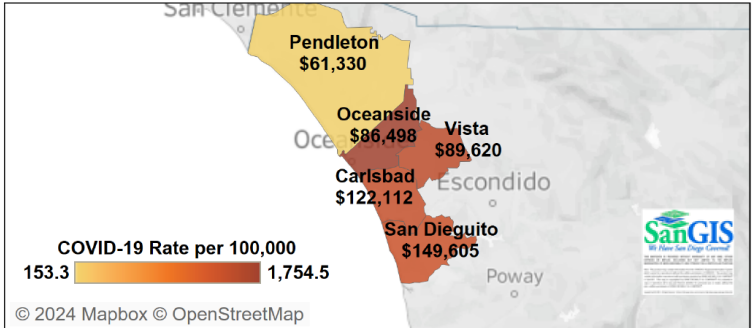 San Clemente
Pendleton
$61,330
Oceanside
$86,498
Vista
$89,620
Carlsbad
$122,112
Escondido
San Dieguito
$149,605
Poway
COVID-19 Rate per 100,000
153.3
1,754.5
SanGIS
We Have San Diego Covered!
© 2024 Mapbox © OpenStreetMap